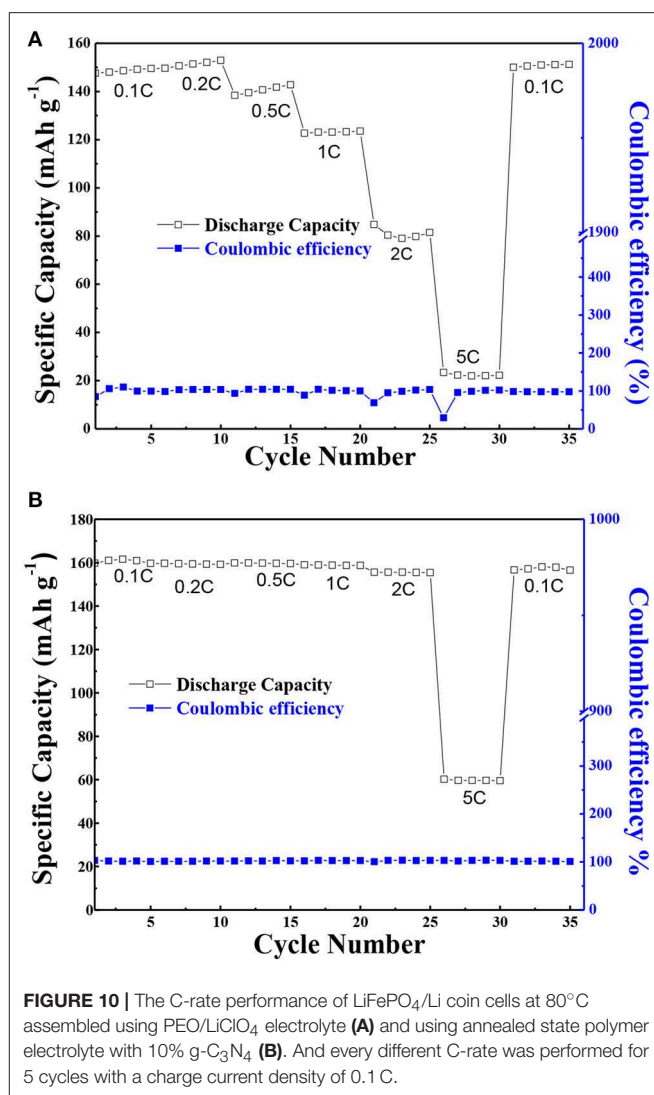 A
Specific Capacity (mAh g⁻¹)
160
140
120
100
80
60
40
20
0
0.1C
0.2C
0.5C
1C
2C
5C
0.1C
Discharge Capacity
Coulombic efficiency
2000
1900
400
300
200
100
0
Coulombic efficiency (%)
5 10 15 20 25 30 35
Cycle Number
B
Specific Capacity (mAh g⁻¹)
180
160
140
120
100
80
60
40
20
0
0.1C
0.2C
0.5C
1C
2C
5C
0.1C
Discharge Capacity
Coulombic efficiency
1000
900
400
300
200
100
0
Coulombic efficiency %
5 10 15 20 25 30 35
Cycle Number
FIGURE 10 | The C-rate performance of LiFePO₄/Li coin cells at 80°C
assembled using PEO/LiClO₄ electrolyte (A) and using annealed state polymer
electrolyte with 10% g-C₃N₄ (B). And every different C-rate was performed for
5 cycles with a charge current density of 0.1 C.